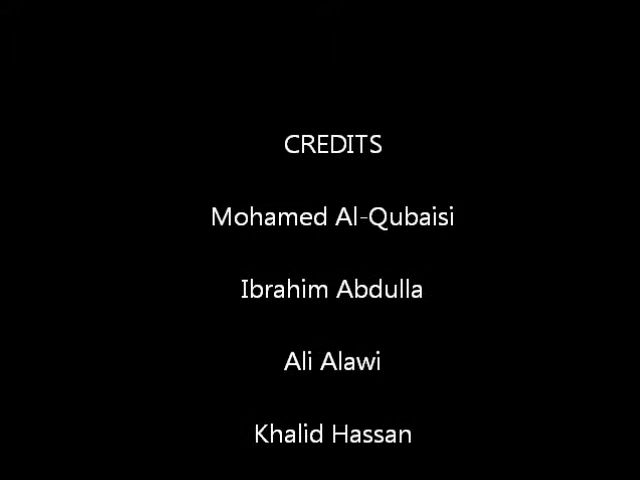 CREDITS
Mohamed Al-Qubaisi
Ibrahim Abdulla
Ali Alawi
Khalid Hassan